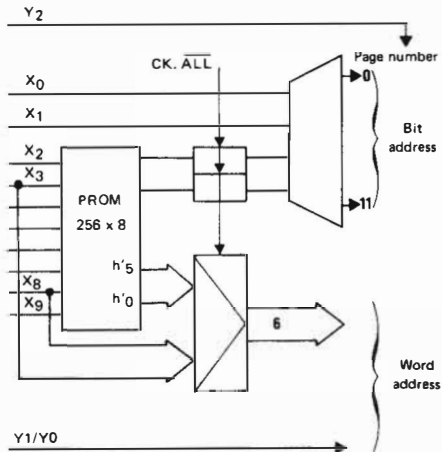 Y2
Page number
CK. ALL
X0
0
X1
Bit
address
X2
X3
PROM
256 x 8
11
h'5
X8
h'0
X9
6
Word
address
Y1/Y0